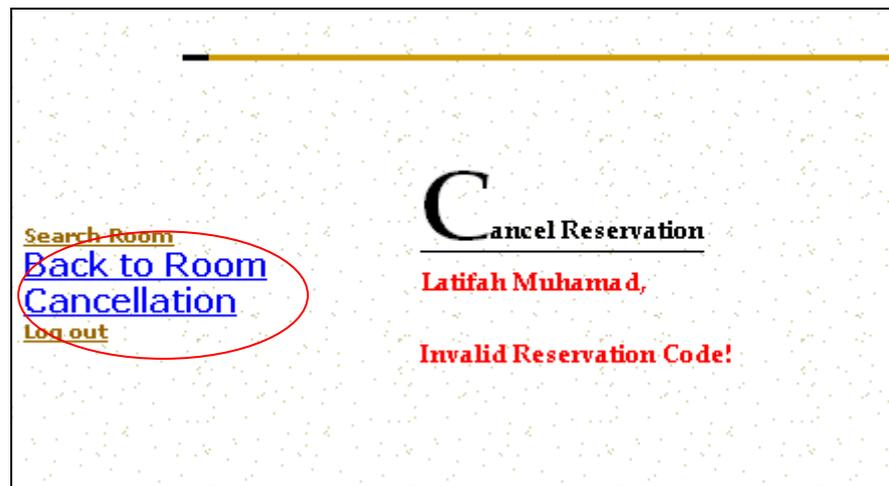 Search Room
Back to Room
Cancellation
Log out
Cancel Reservation
Latifah Muhamad,
Invalid Reservation Code!